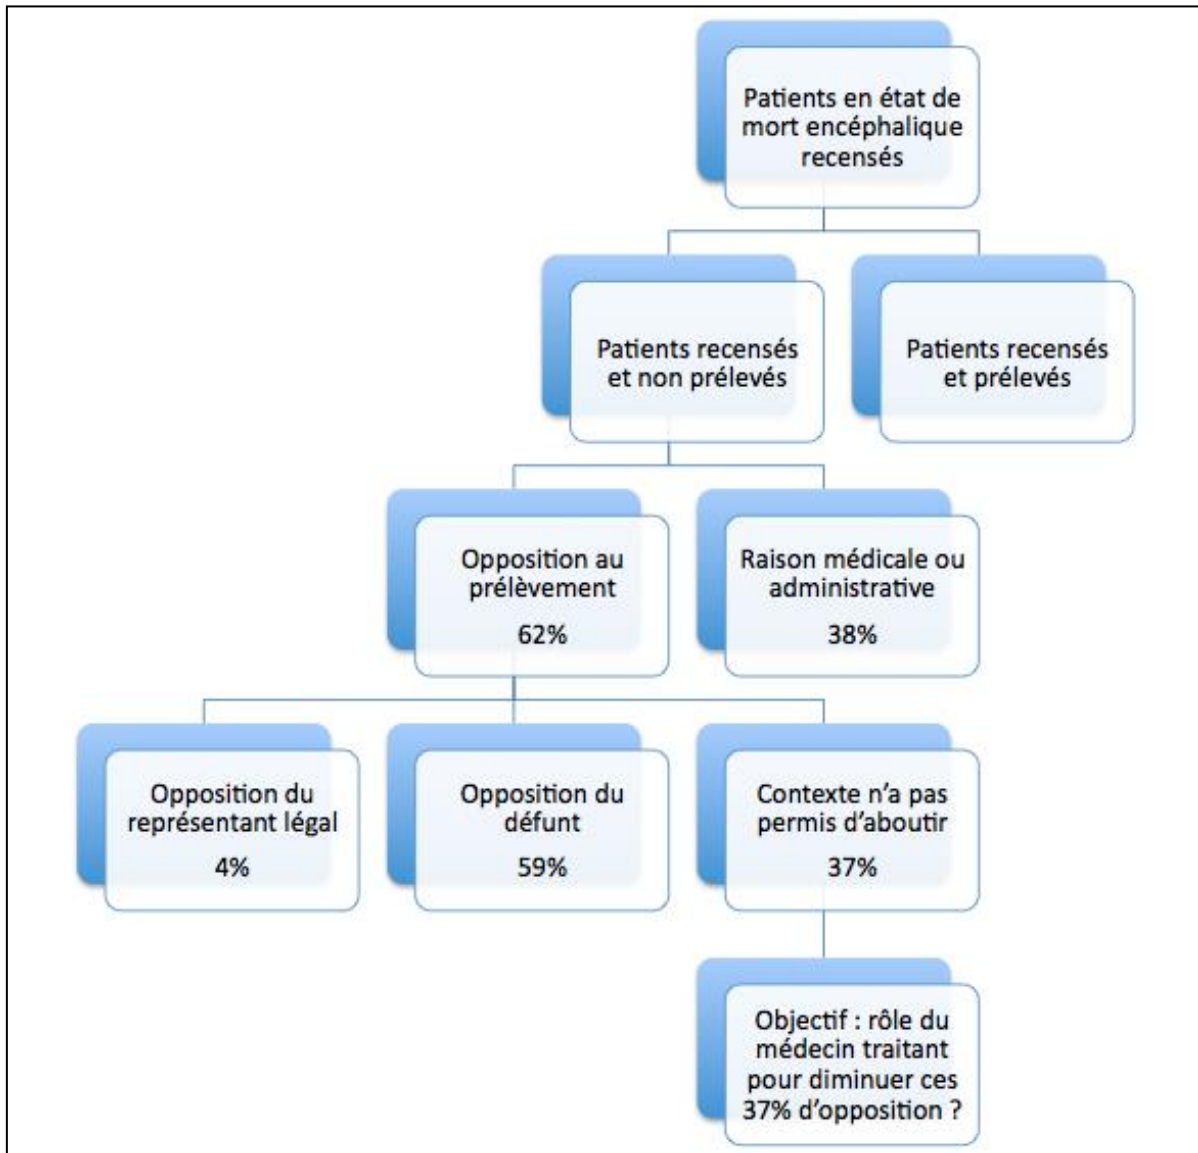 Patients en état de
mort encéphalique
recensés
Patients recensés
et non prélevés
Patients recensés
et prélevés
Opposition au
prélèvement
62%
Raison médicale ou
administrative
38%
Opposition du
représentant légal
4%
Opposition du
défunt
59%
Contexte n'a pas
permis d'aboutir
37%
Objectif : rôle du
médecin traitant
pour diminuer ces
37% d'opposition ?